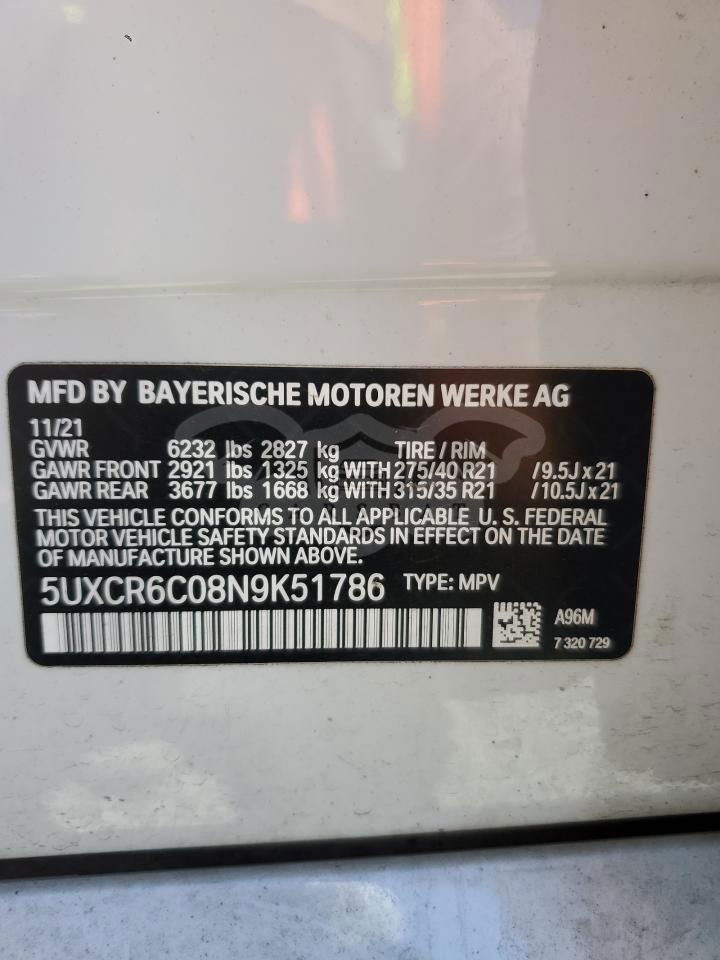 MFD BY BAYERISCHE MOTOREN WERKE AG
11/21
GVWR 6232 lbs 2827 kg TIRE / RIM
GAWR FRONT 2921 lbs 1325 kg WITH 275/40 R21 / 9.5J x 21
GAWR REAR 3677 lbs 1668 kg WITH 315/35 R21 / 10.5J x 21
THIS VEHICLE CONFORMS TO ALL APPLICABLE U. S. FEDERAL
MOTOR VEHICLE SAFETY STANDARDS IN EFFECT ON THE DATE
OF MANUFACTURE SHOWN ABOVE.
5UXCR6C08N9K51786 TYPE: MPV
A96M
7 320 729